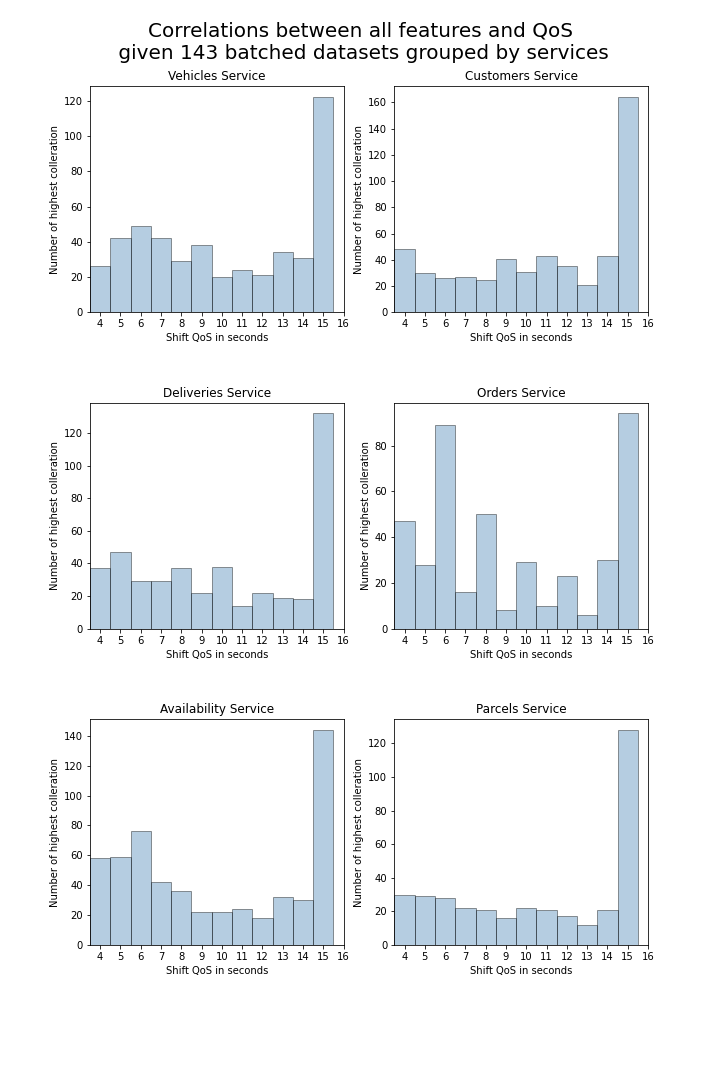 Correlations between all features and QoS
given 143 batched datasets grouped by services
Vehicles Service
Number of highest colleration
120
100
80
60
40
20
0
4 5 6 7 8 9 10 11 12 13 14 15 16
Shift QoS in seconds
Customers Service
Number of highest colleration
160
140
120
100
80
60
40
20
0
4 5 6 7 8 9 10 11 12 13 14 15 16
Shift QoS in seconds
Deliveries Service
Number of highest colleration
120
100
80
60
40
20
0
4 5 6 7 8 9 10 11 12 13 14 15 16
Shift QoS in seconds
Orders Service
Number of highest colleration
80
60
40
20
0
4 5 6 7 8 9 10 11 12 13 14 15 16
Shift QoS in seconds
Availability Service
Number of highest colleration
140
120
100
80
60
40
20
0
4 5 6 7 8 9 10 11 12 13 14 15 16
Shift QoS in seconds
Parcels Service
Number of highest colleration
120
100
80
60
40
20
0
4 5 6 7 8 9 10 11 12 13 14 15 16
Shift QoS in seconds